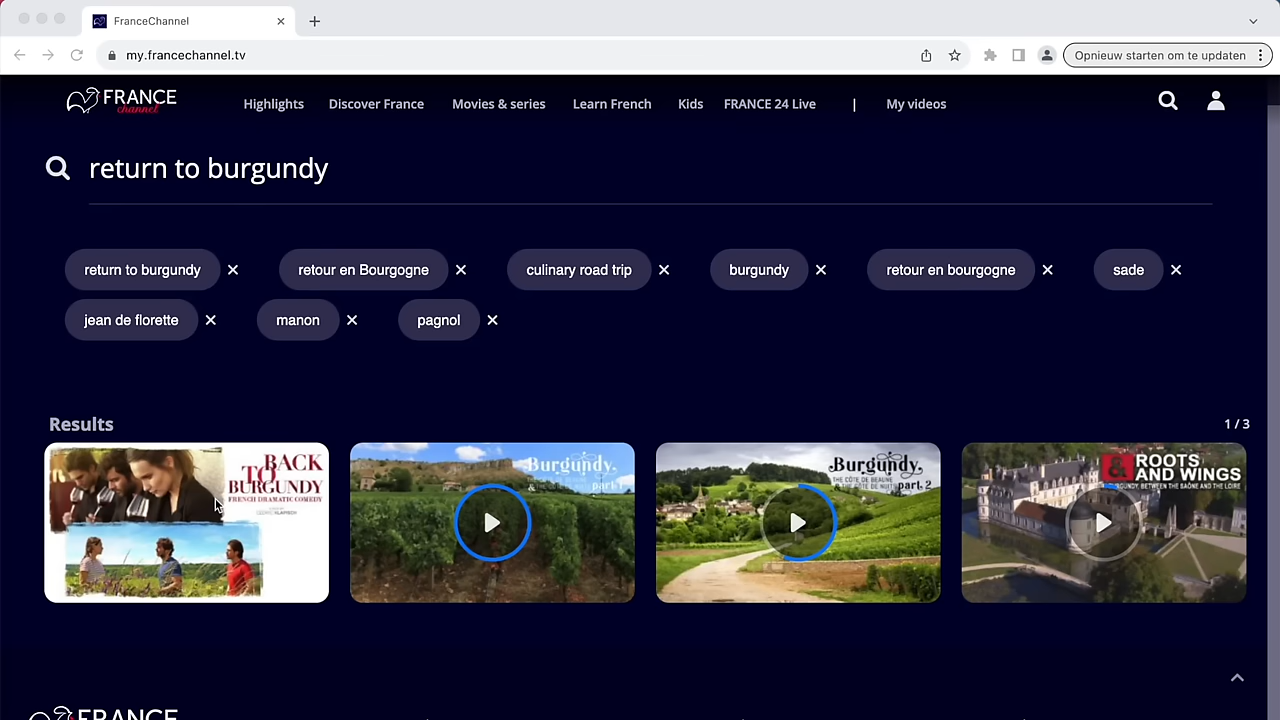 FranceChannel
my.francechannel.tv
Opnieuw starten om te updaten
FRANCE
channel
Highlights
Discover France
Movies & series
Learn French
Kids
FRANCE 24 Live
|
My videos
return to burgundy
return to burgundy
retour en Bourgogne
culinary road trip
burgundy
retour en bourgogne
sade
jean de florette
manon
pagnol
Results
1 / 3
BACK
TO
BURGUNDY
FRENCH DRAMATIC COMEDY
Burgundy,
part 1
Burgundy,
THE CÔTE DE BEAUNE
& THE CÔTE DE NUITS
part. 2
ROOTS
& AND WINGS
BURGUNDY, BETWEEN THE SAÔNE AND THE LOIRE
FRANCE